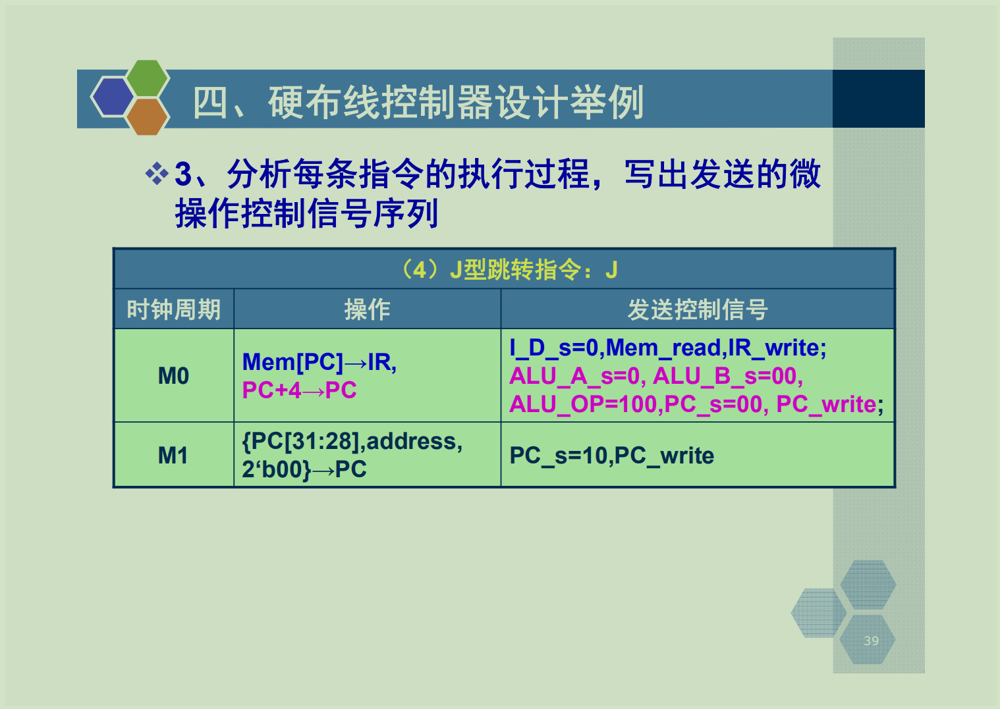 四、硬布线控制器设计举例
3、分析每条指令的执行过程，写出发送的微
操作控制信号序列
（4）J型跳转指令：J
时钟周期 操作 发送控制信号
M0
Mem[PC]→IR,
PC+4→PC
I_D_s=0,Mem_read,IR_write;
ALU_A_s=0, ALU_B_s=00,
ALU_OP=100,PC_s=00, PC_write;
M1
{PC[31:28],address,
2‘b00}→PC
PC_s=10,PC_write
39